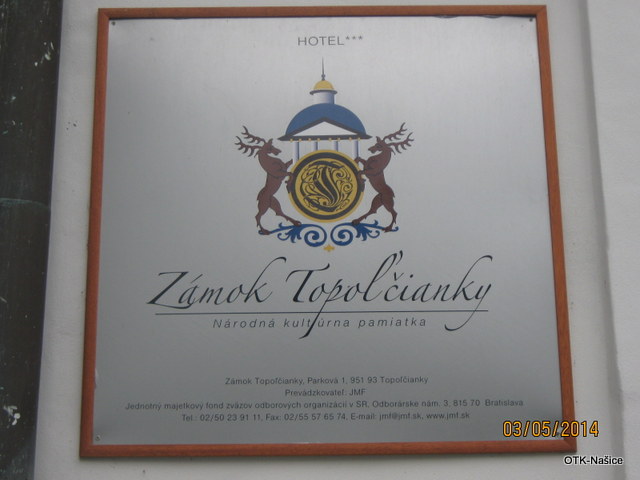 HOTEL***
Zámok Topoľčianky
Národná kultúrna pamiatka
Zámok Topoľčianky, Parková 1, 951 93 Topoľčianky
Prevádzkovateľ: JMF
Jednotný majetkový fond zväzov odborových organizácií v SR, Odborárske nám. 3, 815 70 Bratislava
Tel.: 02/50 23 91 11, Fax: 02/55 57 65 74, E-mail: jmf@jmf.sk, www.jmf.sk
03/05/2014
OTK-Našice